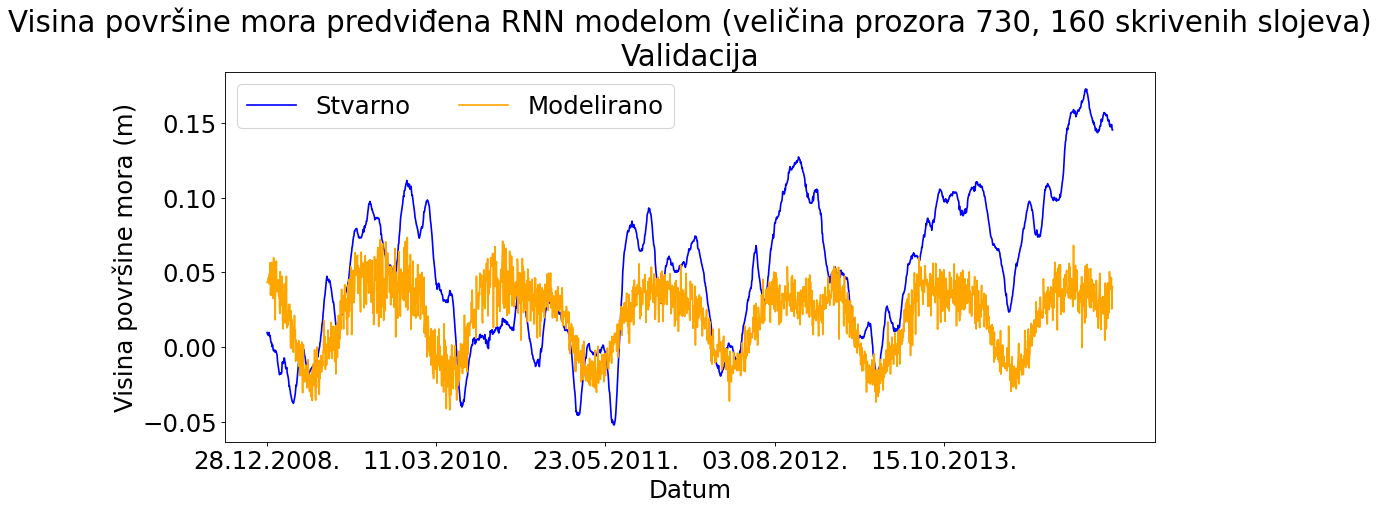 Visina površine mora predviđena RNN modelom (veličina prozora 730, 160 skrivenih slojeva)
Validacija
Stvarno
Modelirano
Visina površine mora (m)
0.15
0.10
0.05
0.00
−0.05
28.12.2008.
11.03.2010.
23.05.2011.
03.08.2012.
15.10.2013.
Datum